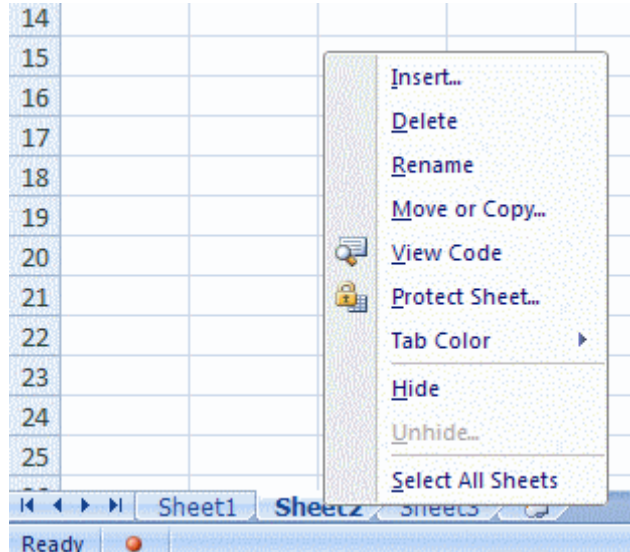 14
15
16
17
18
19
20
21
22
23
24
25
Insert...
Delete
Rename
Move or Copy...
View Code
Protect Sheet...
Tab Color
Hide
Unhide...
Select All Sheets
Sheet1 Sheet2 Sheet3
Ready